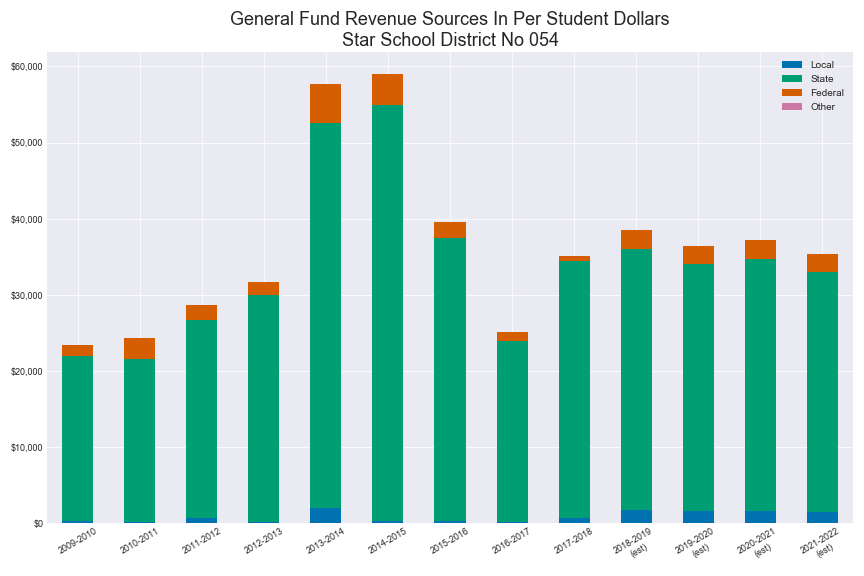 General Fund Revenue Sources In Per Student Dollars
Star School District No 054
Local
State
Federal
Other
$60,000
$50,000
$40,000
$30,000
$20,000
$10,000
$0
2009-2010
2010-2011
2011-2012
2012-2013
2013-2014
2014-2015
2015-2016
2016-2017
2017-2018
2018-2019
(est)
2019-2020
(est)
2020-2021
(est)
2021-2022
(est)